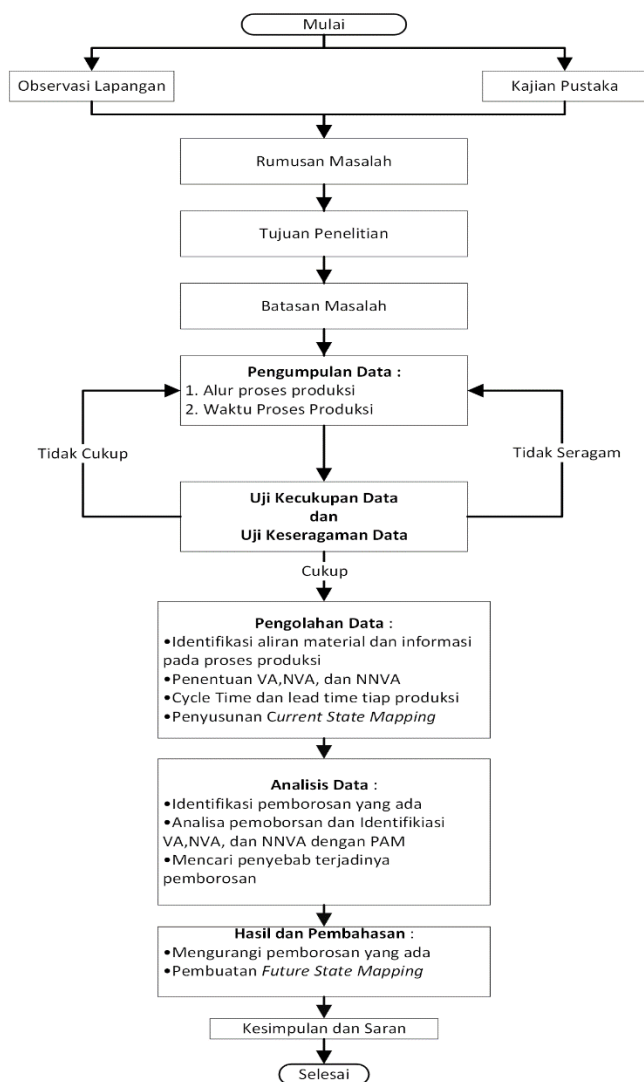 Mulai
Observasi Lapangan
Kajian Pustaka
Rumusan Masalah
Tujuan Penelitian
Batasan Masalah
Pengumpulan Data :
1. Alur proses produksi
2. Waktu Proses Produksi
Tidak Cukup
Tidak Seragam
Uji Kecukupan Data
dan
Uji Keseragaman Data
Cukup
Pengolahan Data :
•Identifikasi aliran material dan informasi
pada proses produksi
•Penentuan VA,NVA, dan NNVA
•Cycle Time dan lead time tiap produksi
•Penyusunan Current State Mapping
Analisis Data :
•Identifikasi pemborosan yang ada
•Analisa pemoborsan dan Identifikiasi
VA,NVA, dan NNVA dengan PAM
•Mencari penyebab terjadinya
pemborosan
Hasil dan Pembahasan :
•Mengurangi pemborosan yang ada
•Pembuatan Future State Mapping
Kesimpulan dan Saran
Selesai